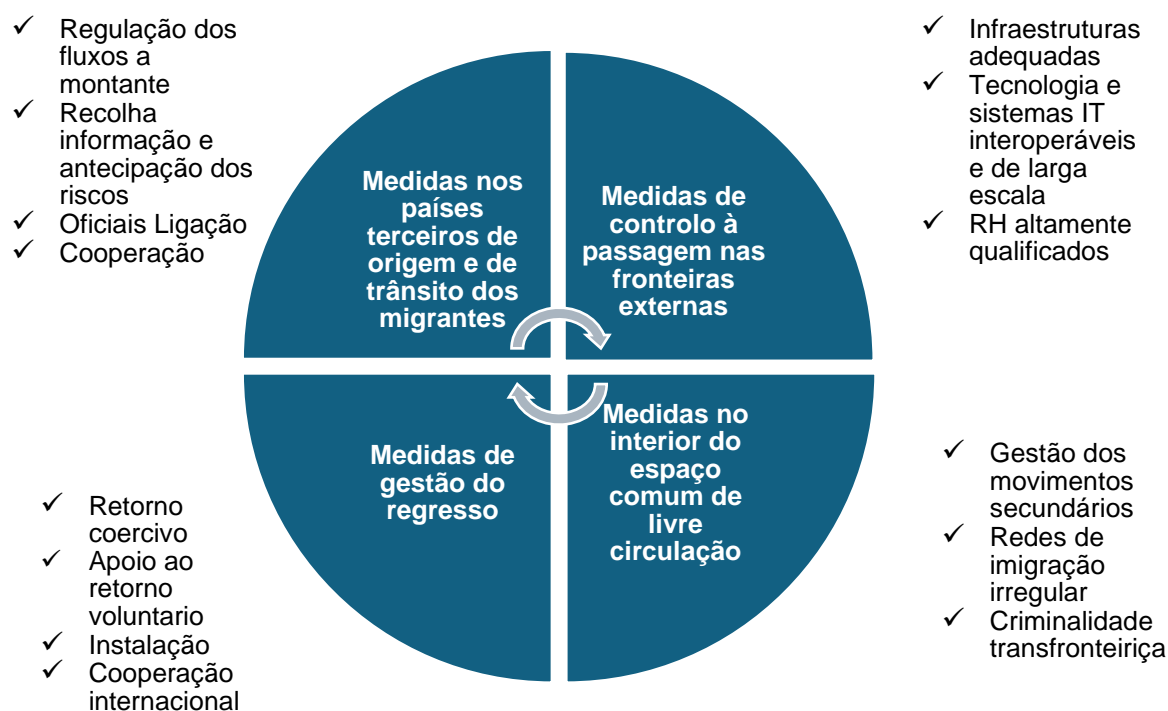 ✓ Regulação dos
fluxos a
montante
✓ Recolha
informação e
antecipação dos
riscos
✓ Oficiais Ligação
✓ Cooperação
Medidas nos
países
terceiros de
origem e de
trânsito dos
migrantes
Medidas de
controlo à
passagem nas
fronteiras
externas
✓ Infraestruturas
adequadas
✓ Tecnologia e
sistemas IT
interoperáveis
e de larga
escala
✓ RH altamente
qualificados
✓ Retorno
coercivo
✓ Apoio ao
retorno
voluntario
✓ Instalação
✓ Cooperação
internacional
Medidas de
gestão do
regresso
Medidas no
interior do
espaço
comum de
livre
circulação
✓ Gestão dos
movimentos
secundários
✓ Redes de
imigração
irregular
✓ Criminalidade
transfronteiriça